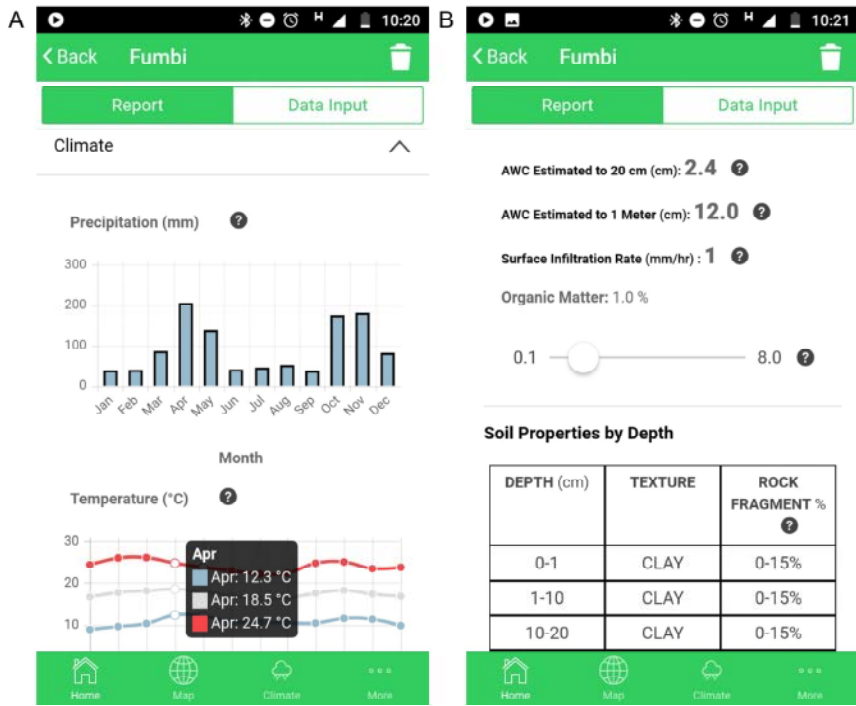 A
10:20
Back Fumbi
Report Data Input
Climate
Precipitation (mm) ?
300
200
100
0
Jan Feb Mar Apr May Jun Jul Aug Sep Oct Nov Dec
Month
Temperature (°C) ?
30
20
10
Apr
Apr: 12.3 °C
Apr: 18.5 °C
Apr: 24.7 °C
Home Map Climate More
B
H 10:21
Back Fumbi
Report Data Input
AWC Estimated to 20 cm (cm): 2.4 ?
AWC Estimated to 1 Meter (cm): 12.0 ?
Surface Infiltration Rate (mm/hr) : 1 ?
Organic Matter: 1.0 %
0.1 8.0 ?
Soil Properties by Depth
DEPTH (cm) TEXTURE ROCK
FRAGMENT %
?
0-1 CLAY 0-15%
1-10 CLAY 0-15%
10-20 CLAY 0-15%
Home Map Climate More